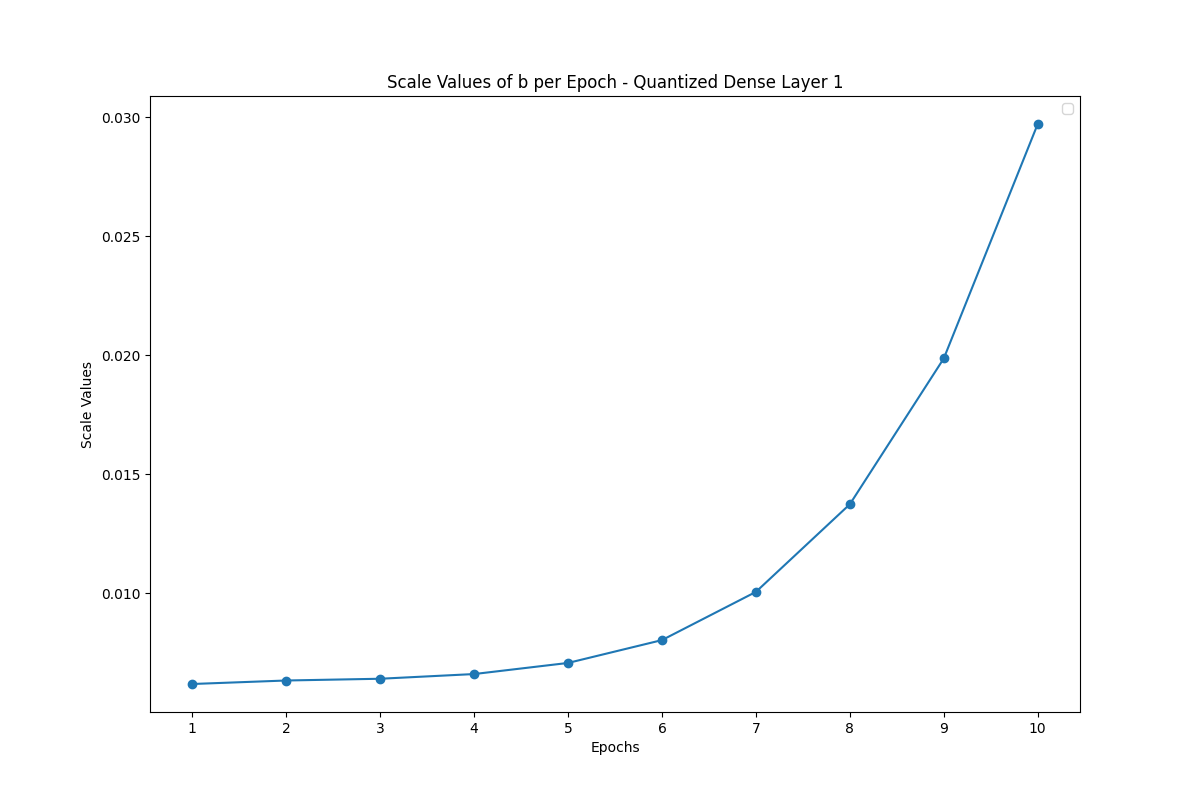 Scale Values of b per Epoch - Quantized Dense Layer 1
0.030
0.025
0.020
0.015
0.010
Scale Values
1 2 3 4 5 6 7 8 9 10
Epochs